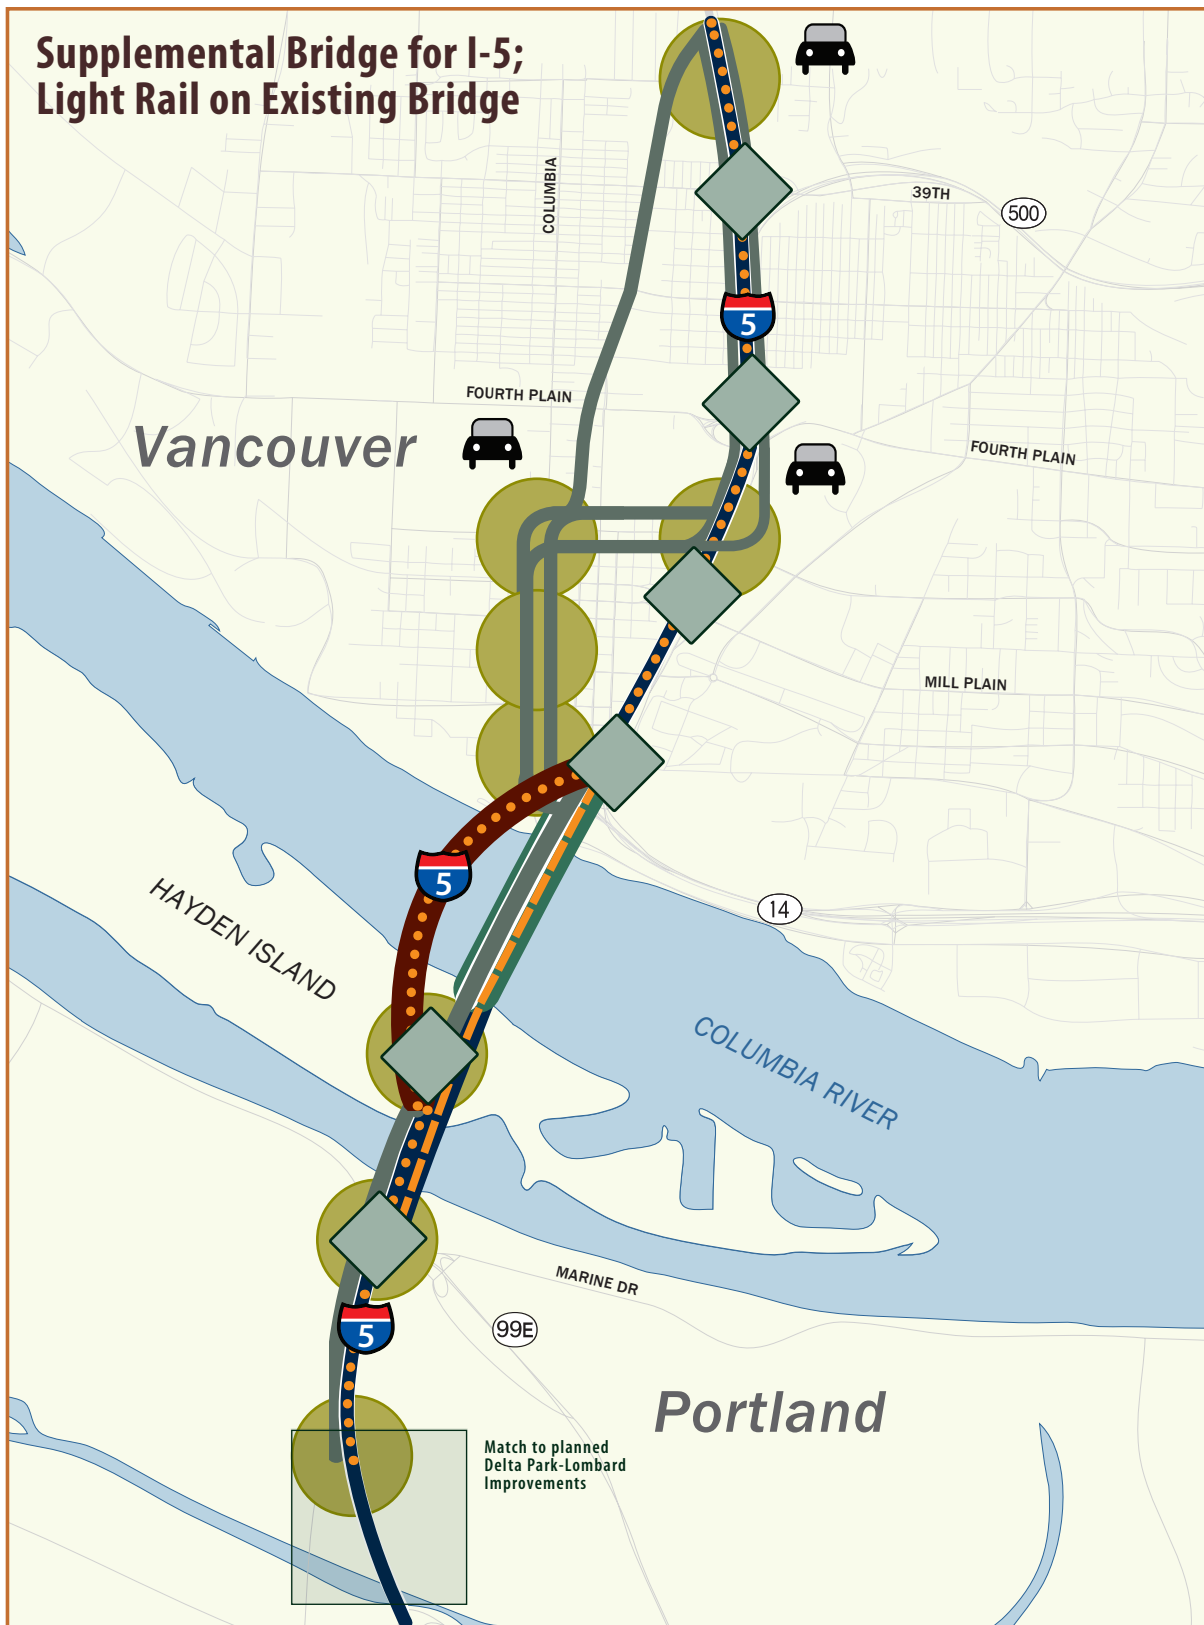 Supplemental Bridge for I-5;
Light Rail on Existing Bridge
COLUMBIA
39TH
500
5
FOURTH PLAIN
Vancouver
FOURTH PLAIN
MILL PLAIN
5
HAYDEN ISLAND
14
COLUMBIA RIVER
MARINE DR
5
99E
Portland
Match to planned
Delta Park-Lombard
Improvements